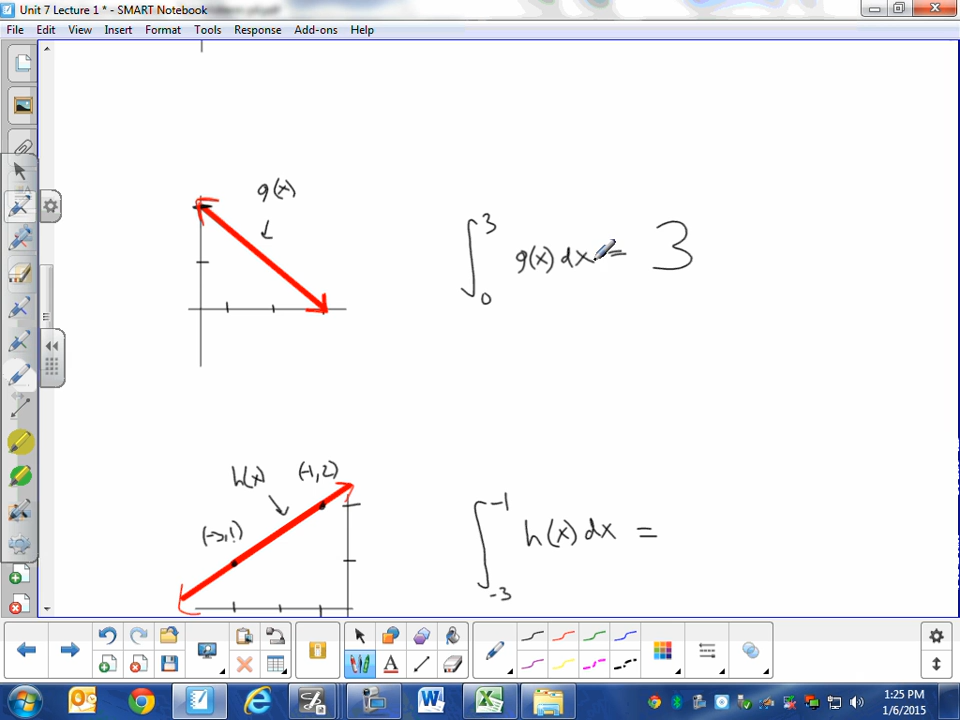 Unit 7 Lecture 1 * - SMART Notebook
File Edit View Insert Format Tools Response Add-ons Help
g(x)
∫₀³ g(x) dx = 3
h(x) (-1, 2)
(-3, 1)
∫₋₃⁻¹ h(x) dx =
1:25 PM
1/6/2015